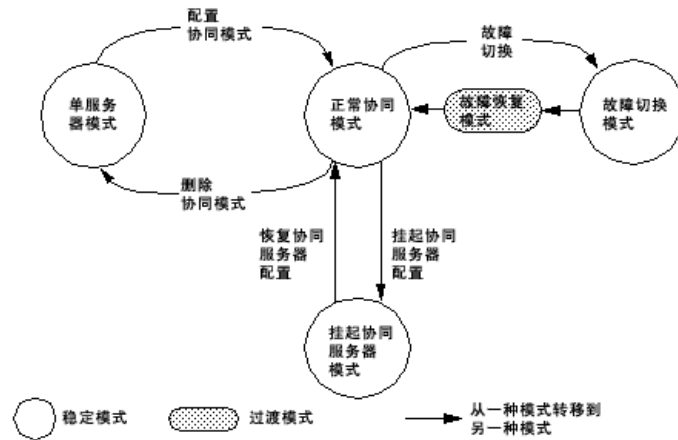 配置
协同模式
故障
切换
单服务
器模式
正常协同
模式
故障恢复
模式
故障切换
模式
删除
协同模式
恢复协同
服务器
配置
挂起协同
服务器
配置
挂起协同
服务器
模式
稳定模式
过渡模式
从一种模式转移到
另一种模式